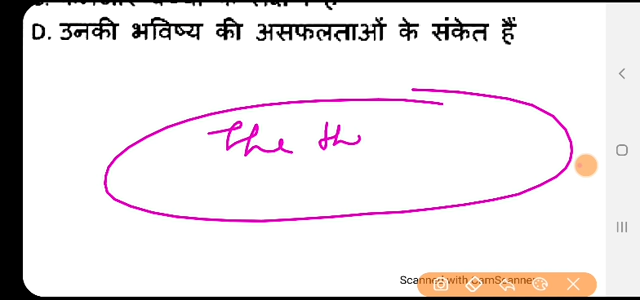 D. उनकी भविष्य की असफलताओं के संकेत हैं
the th
Scanned with CamScanner